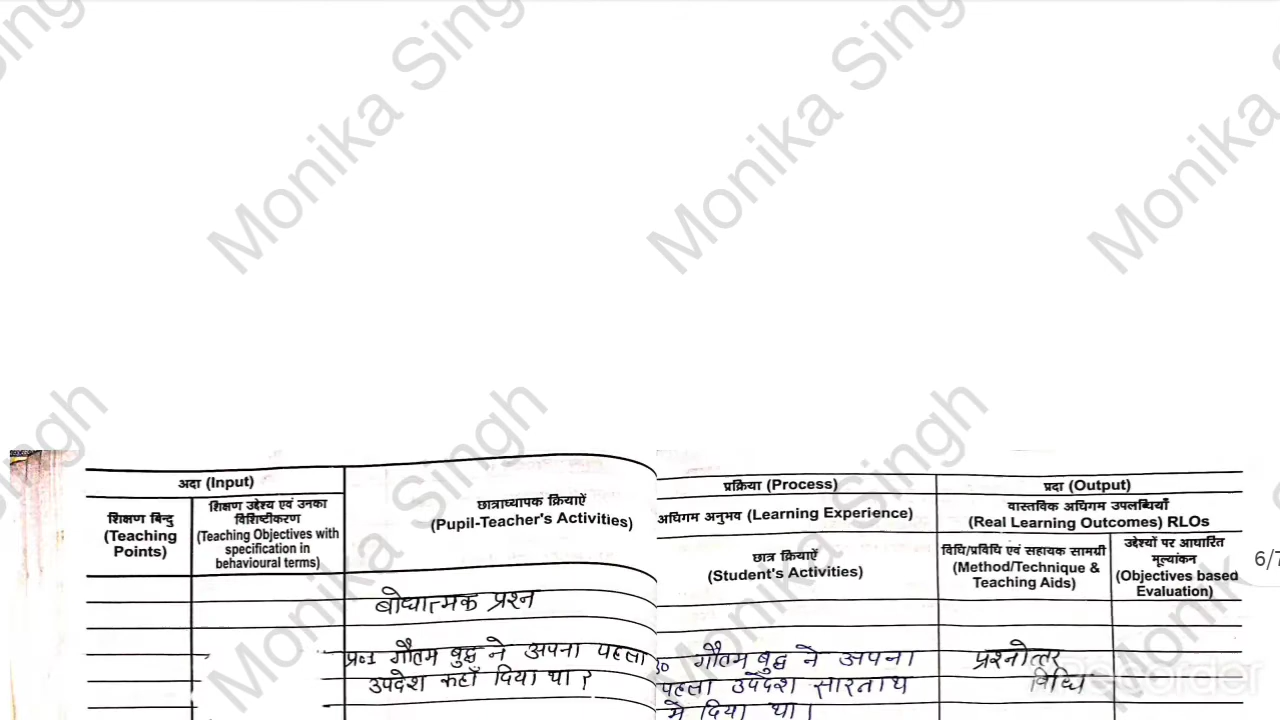 Monika Singh
Monika Singh
Monika Singh
Monika Singh
Monika Singh
Monik
अदा (Input)
शिक्षण बिन्दु
(Teaching
Points)
शिक्षण उद्देश्य एवं उनका
विशिष्टीकरण
(Teaching Objectives with
specification in
behavioural terms)
छात्राध्यापक क्रियाऐं
(Pupil-Teacher's Activities)
प्रक्रिया (Process)
अधिगम अनुभव (Learning Experience)
छात्र क्रियाऐं
(Student's Activities)
प्रदा (Output)
वास्तविक अधिगम उपलब्धियाँ
(Real Learning Outcomes) RLOs
विधि/प्रविधि एवं सहायक सामग्री
(Method/Technique &
Teaching Aids)
उद्देश्यों पर आधारित
मूल्यांकन
(Objectives based
Evaluation)
6/7
बोधात्मक प्रश्न
प्र०1 गौतम बुद्ध ने अपना पहला
उपदेश कहाँ दिया था ?
उ० गौतम बुद्ध ने अपना
पहला उपदेश सारनाथ
में दिया था।
प्रश्नोत्तर
विधि
recorder